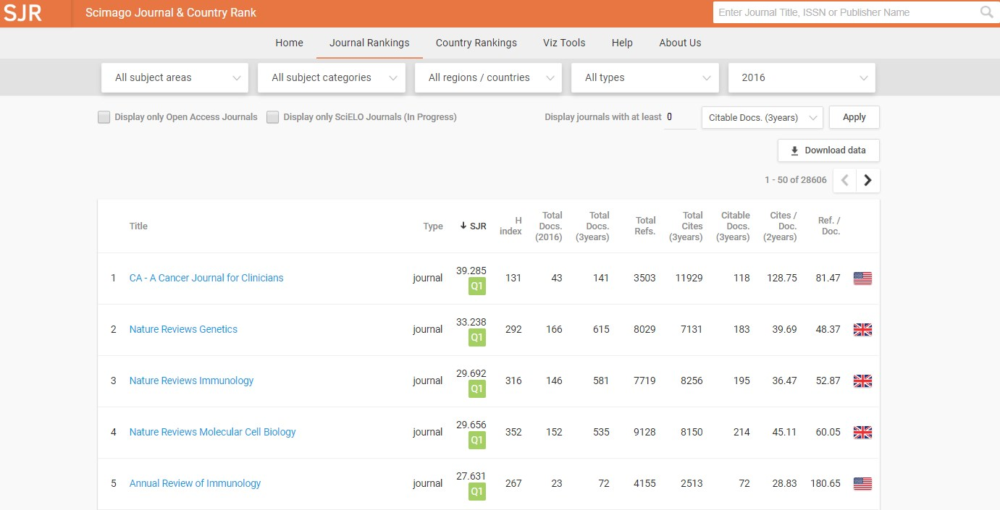 SJR Scimago Journal & Country Rank Enter Journal Title, ISSN or Publisher Name
Home Journal Rankings Country Rankings Viz Tools Help About Us
All subject areas All subject categories All regions / countries All types 2016
Display only Open Access Journals Display only SciELO Journals (In Progress) Display journals with at least 0 Citable Docs. (3years) Apply
Download data
1 - 50 of 28606
Title Type SJR H index Total Docs. (2016) Total Docs. (3years) Total Refs. Total Cites (3years) Citable Docs. (3years) Cites / Doc. (2years) Ref. / Doc.
1 CA - A Cancer Journal for Clinicians journal 39.285 Q1 131 43 141 3503 11929 118 128.75 81.47
2 Nature Reviews Genetics journal 33.238 Q1 292 166 615 8029 7131 183 39.69 48.37
3 Nature Reviews Immunology journal 29.692 Q1 316 146 581 7719 8256 195 36.47 52.87
4 Nature Reviews Molecular Cell Biology journal 29.656 Q1 352 152 535 9128 8150 214 45.11 60.05
5 Annual Review of Immunology journal 27.631 Q1 267 23 72 4155 2513 72 28.83 180.65